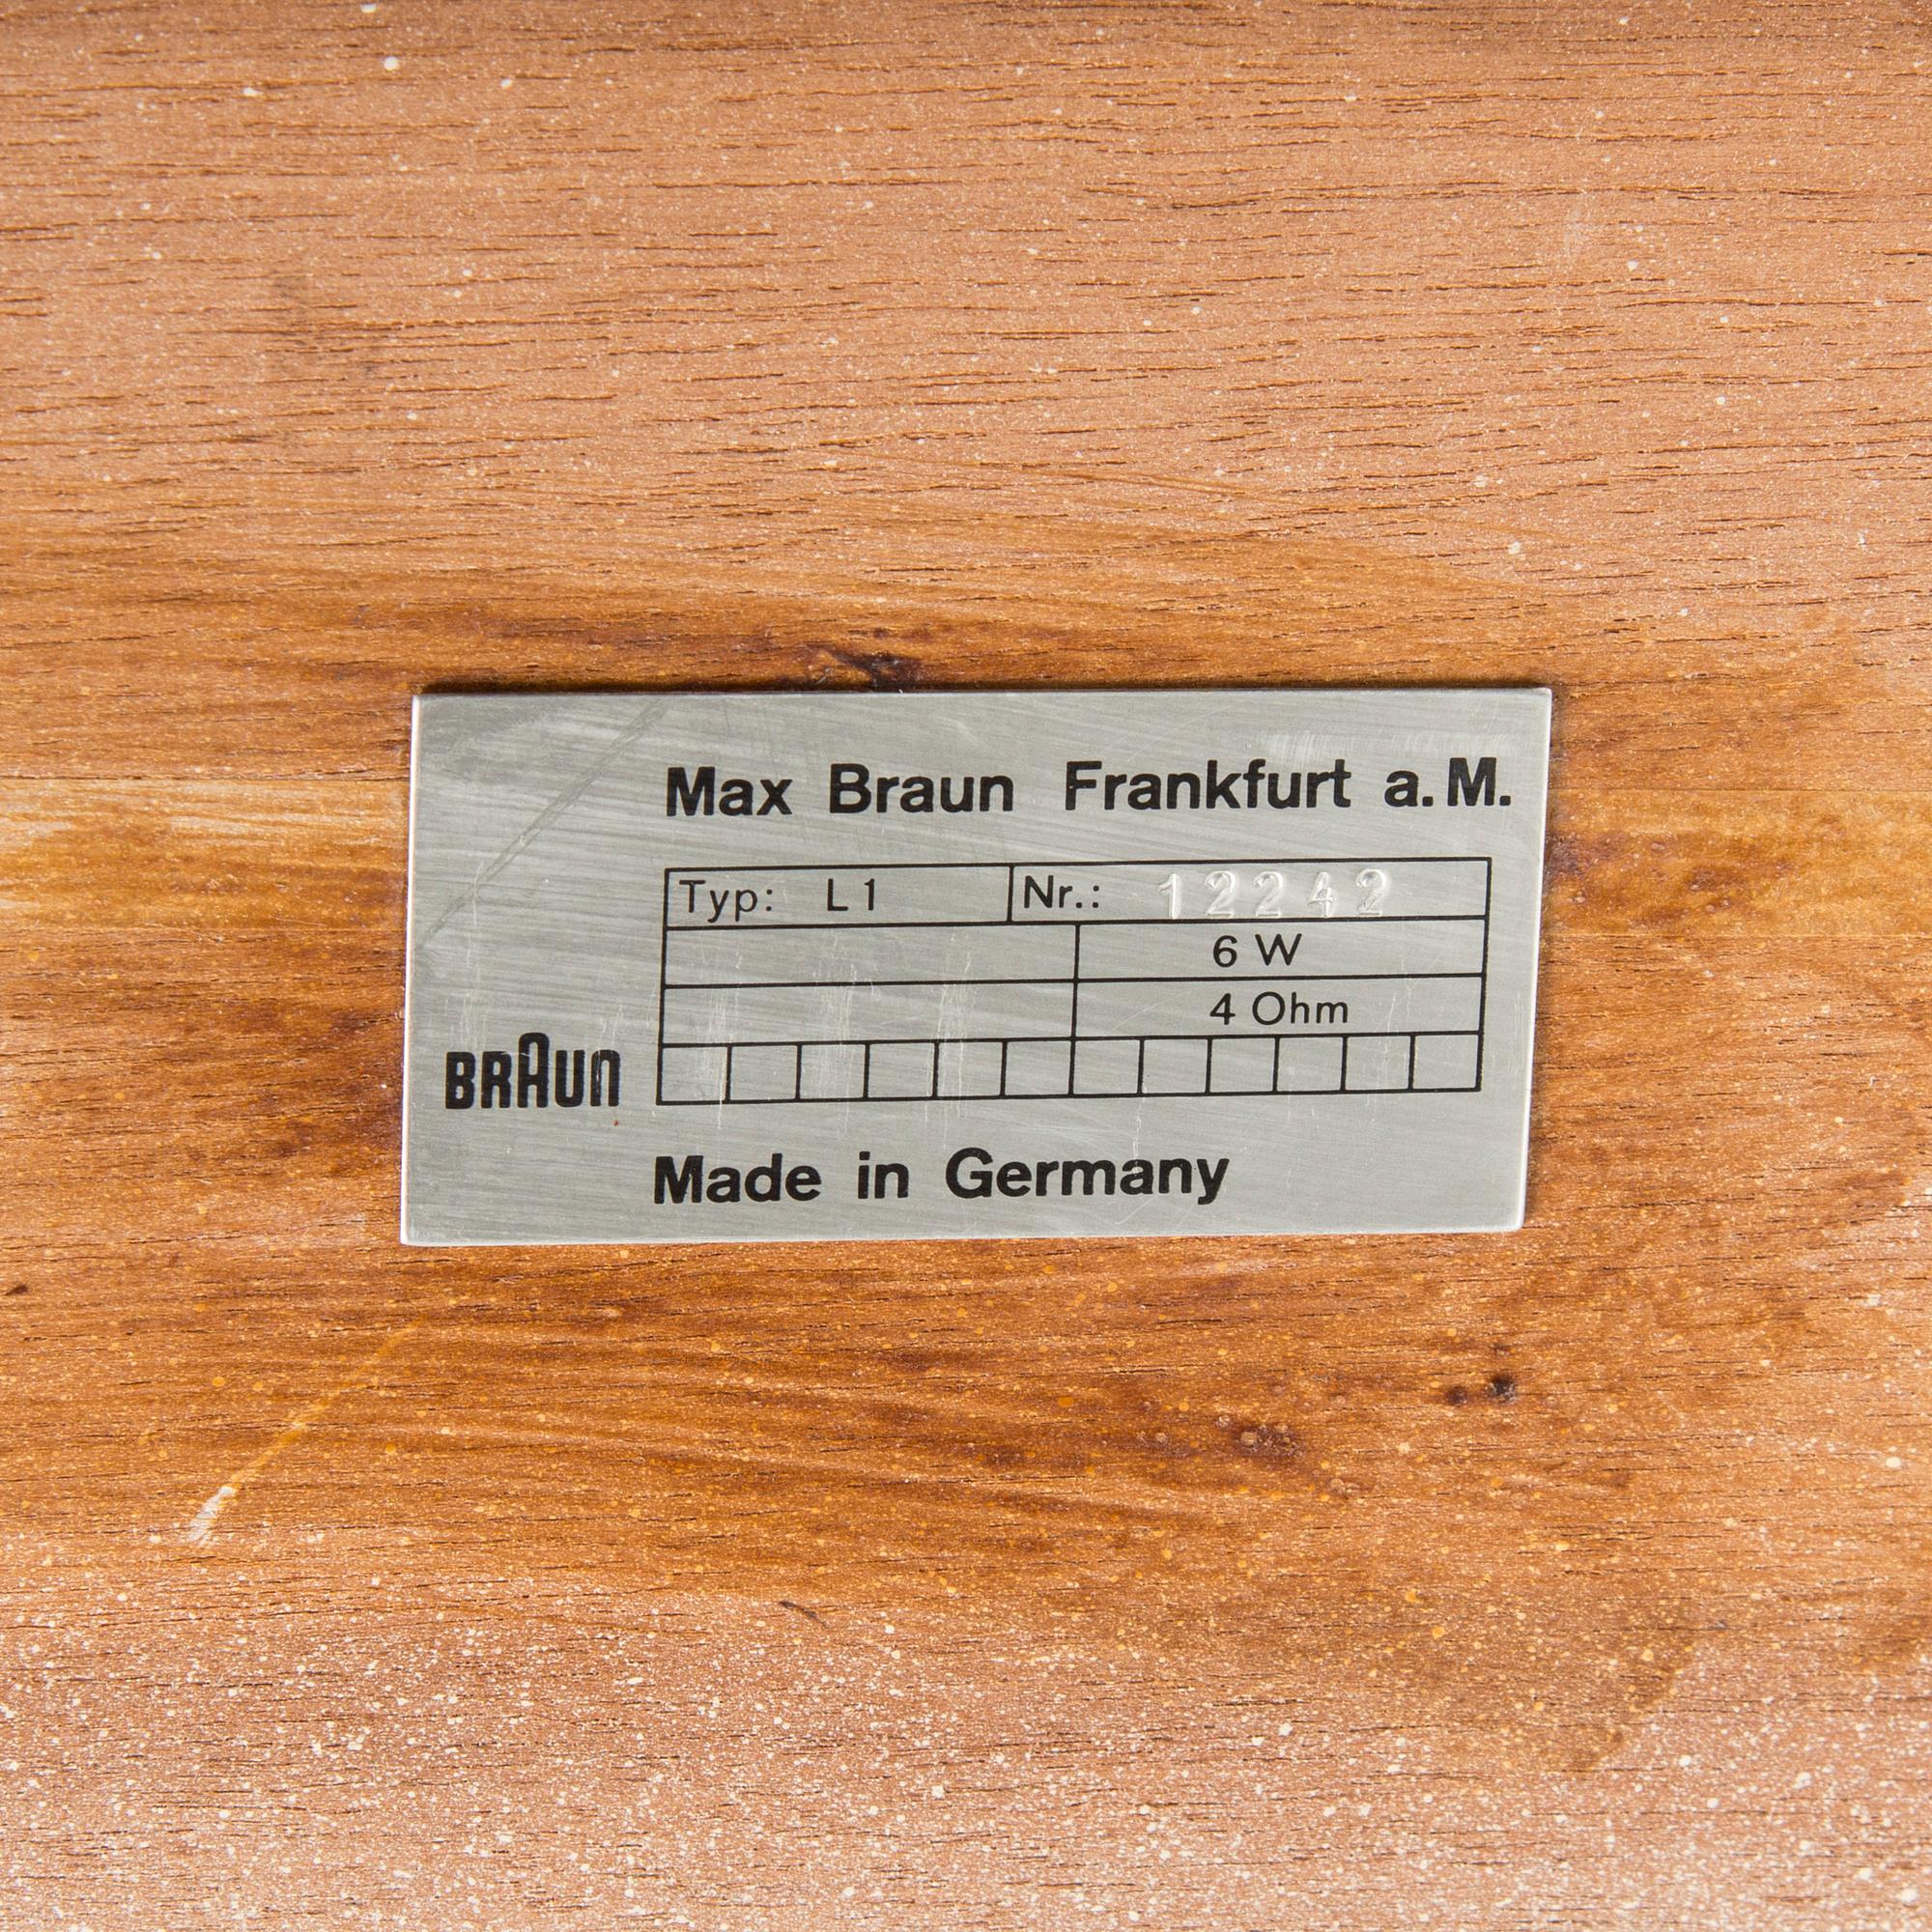 Max Braun Frankfurt a.M.
Typ: L1 Nr.: 12242
6 W
4 Ohm
BRAUN
Made in Germany